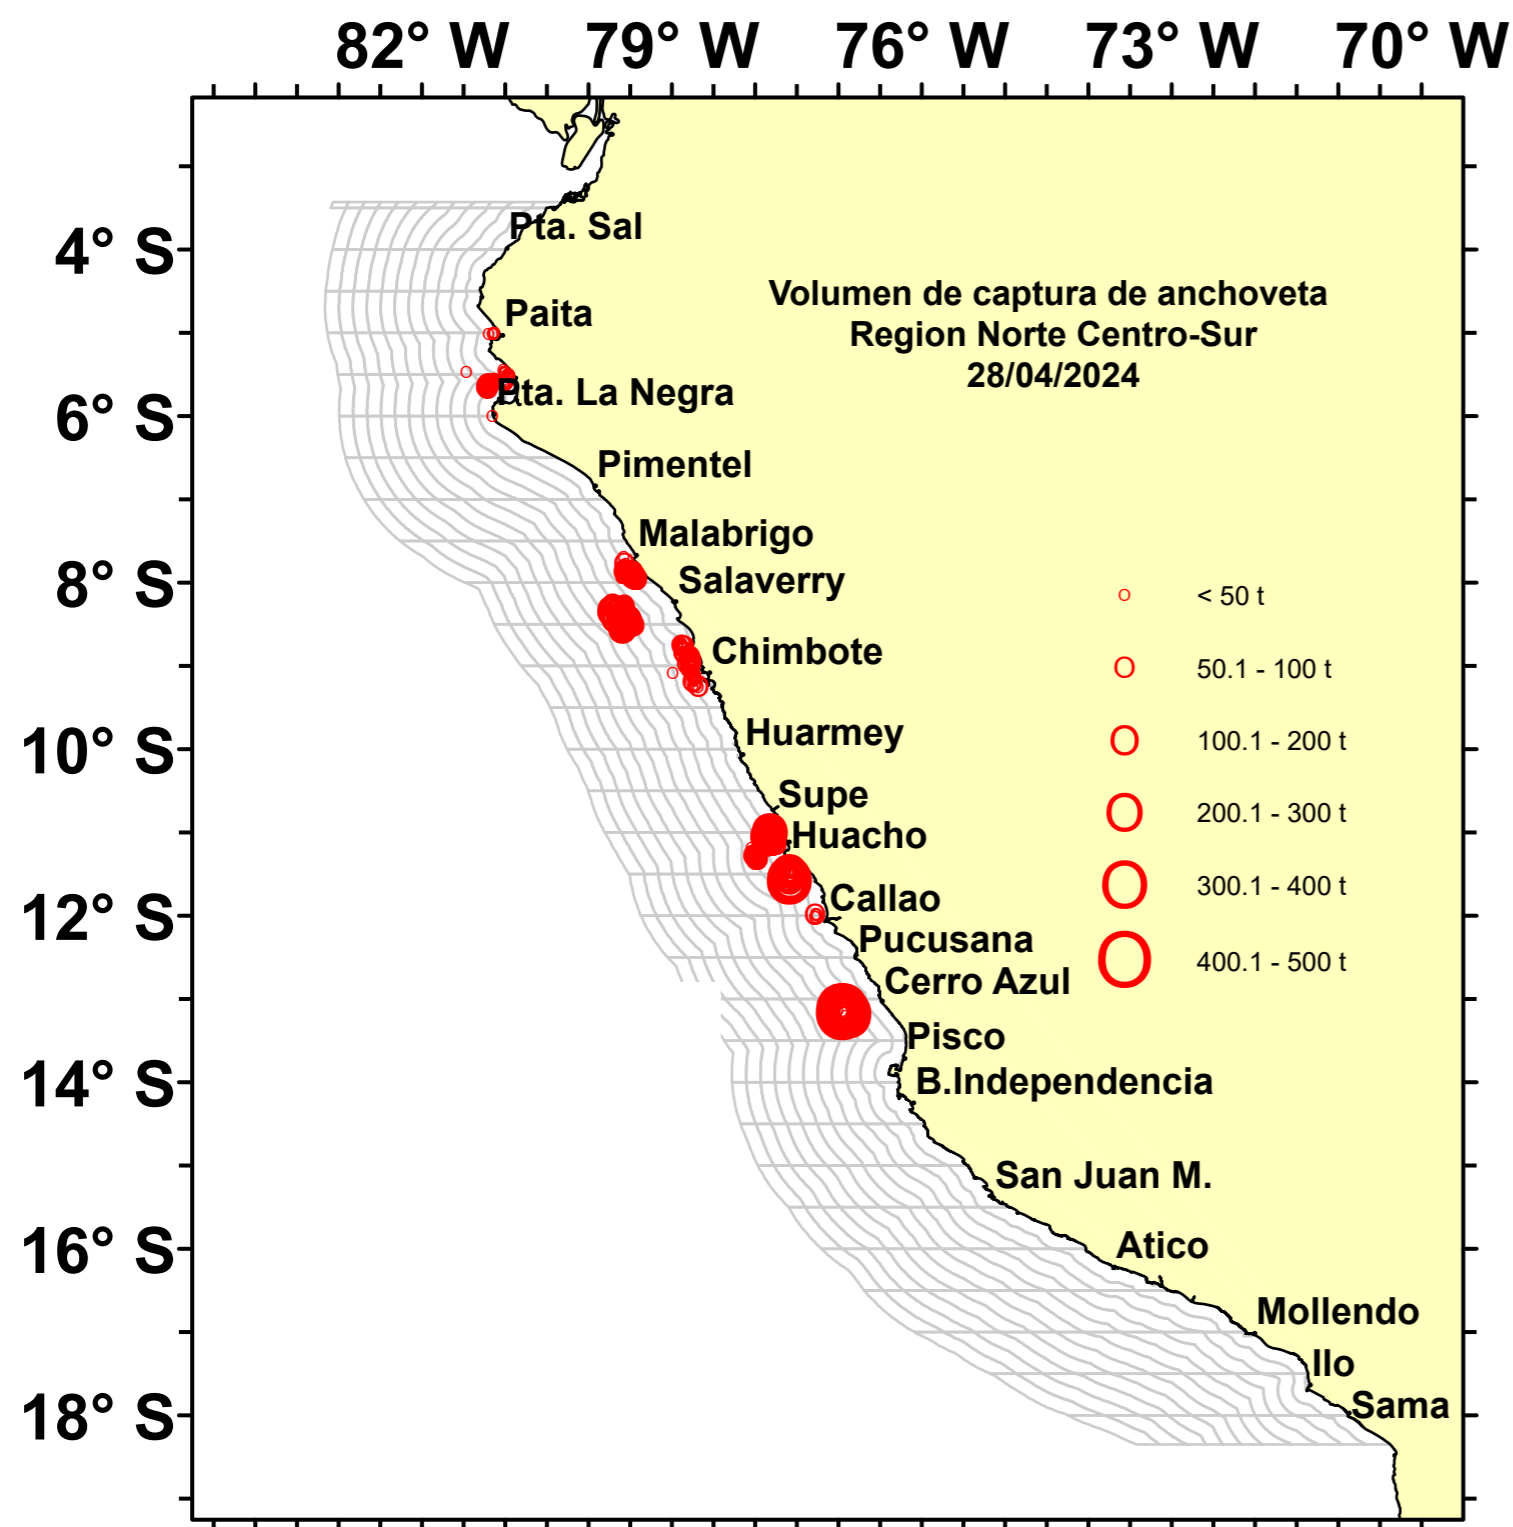 82° W 79° W 76° W 73° W 70° W
4° S
6° S
8° S
10° S
12° S
14° S
16° S
18° S
Volumen de captura de anchoveta
Region Norte Centro-Sur
28/04/2024
Pta. Sal
Paita
Pta. La Negra
Pimentel
Malabrigo
Salaverry
Chimbote
Huarmey
Supe
Huacho
Callao
Pucusana
Cerro Azul
Pisco
B.Independencia
San Juan M.
Atico
Mollendo
Ilo
Sama
< 50 t
50.1 - 100 t
100.1 - 200 t
200.1 - 300 t
300.1 - 400 t
400.1 - 500 t